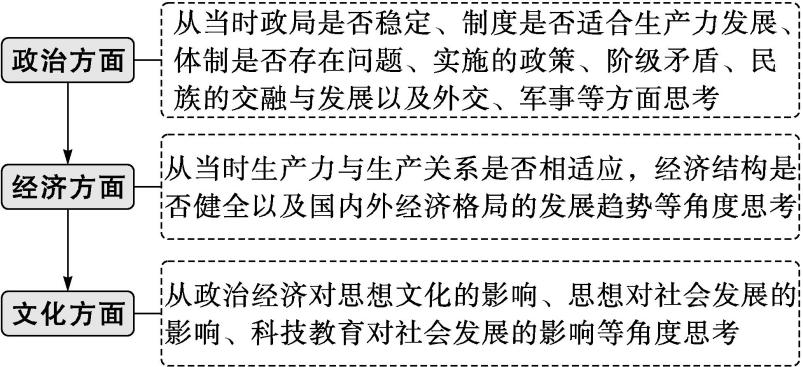 政治方面
从当时政局是否稳定、制度是否适合生产力发展、
体制是否存在问题、实施的政策、阶级矛盾、民
族的交融与发展以及外交、军事等方面思考
经济方面
从当时生产力与生产关系是否相适应，经济结构是
否健全以及国内外经济格局的发展趋势等角度思考
文化方面
从政治经济对思想文化的影响、思想对社会发展的
影响、科技教育对社会发展的影响等角度思考